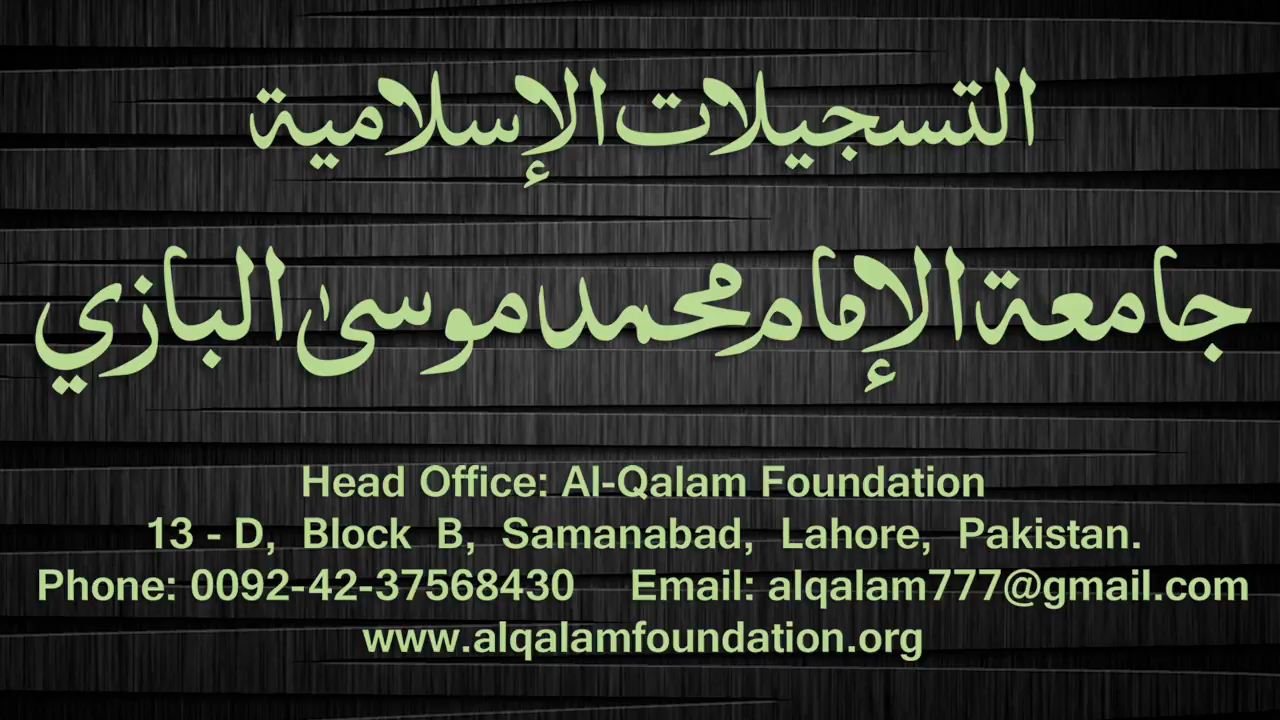 التسجيلات الإسلامية
جامعة الإمام محمد موسىٰ البازي
Head Office: Al-Qalam Foundation
13 - D, Block B, Samanabad, Lahore, Pakistan.
Phone: 0092-42-37568430 Email: alqalam777@gmail.com
www.alqalamfoundation.org